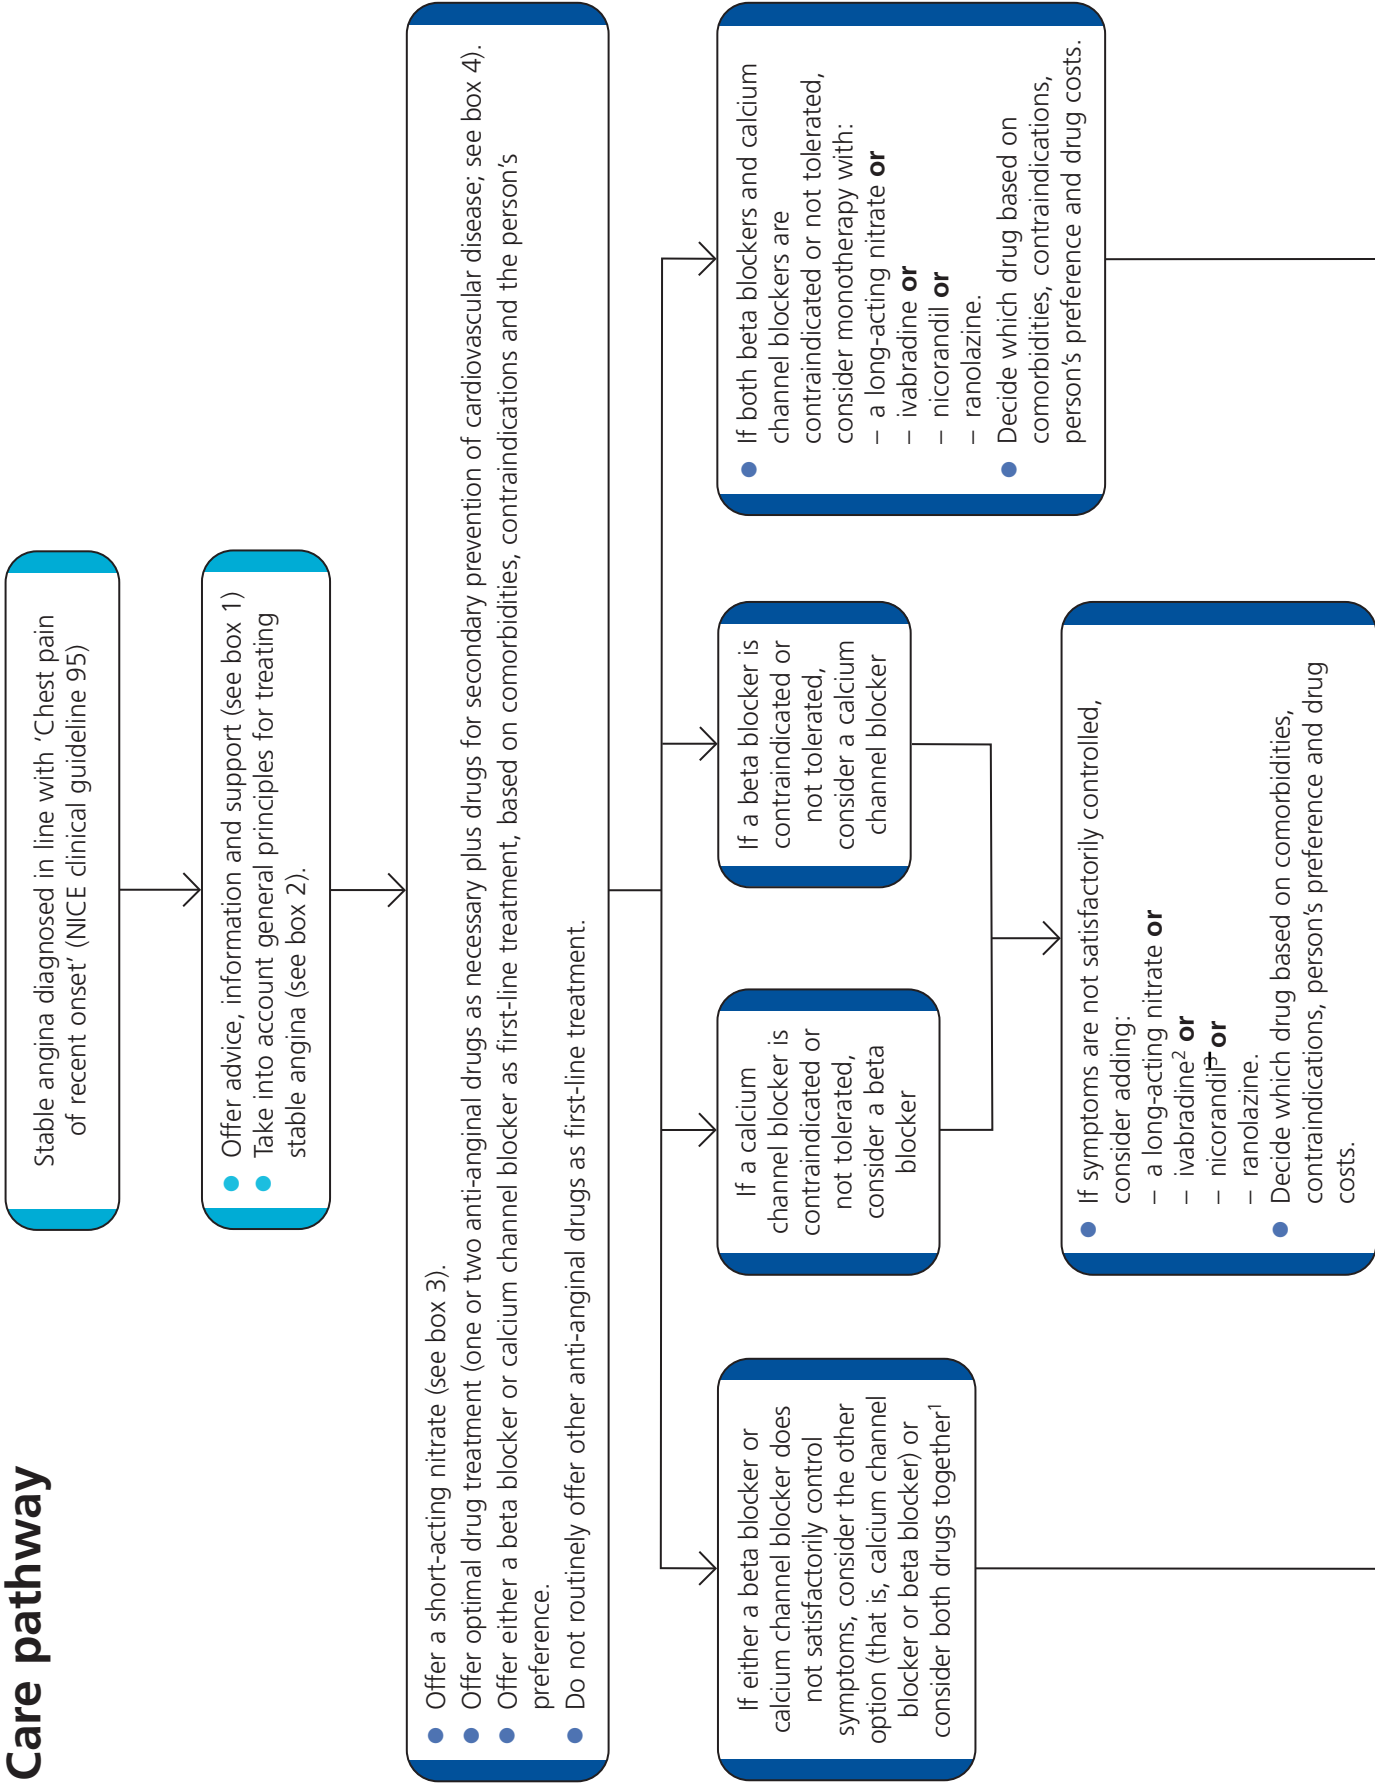 Care pathway
Stable angina diagnosed in line with ‘Chest pain
of recent onset’ (NICE clinical guideline 95)
● Offer advice, information and support (see box 1)
● Take into account general principles for treating
stable angina (see box 2).
● Offer a short-acting nitrate (see box 3).
● Offer optimal drug treatment (one or two anti-anginal drugs as necessary plus drugs for secondary prevention of cardiovascular disease; see box 4).
● Offer either a beta blocker or calcium channel blocker as first-line treatment, based on comorbidities, contraindications and the person’s
preference.
● Do not routinely offer other anti-anginal drugs as first-line treatment.
If either a beta blocker or
calcium channel blocker does
not satisfactorily control
symptoms, consider the other
option (that is, calcium channel
blocker or beta blocker) or
consider both drugs together1
If a calcium
channel blocker is
contraindicated or
not tolerated,
consider a beta
blocker
If a beta blocker is
contraindicated or
not tolerated,
consider a calcium
channel blocker
● If both beta blockers and calcium
channel blockers are
contraindicated or not tolerated,
consider monotherapy with:
– a long-acting nitrate or
– ivabradine or
– nicorandil or
– ranolazine.
● Decide which drug based on
comorbidities, contraindications,
person’s preference and drug costs.
● If symptoms are not satisfactorily controlled,
consider adding:
– a long-acting nitrate or
– ivabradine2 or
– nicorandil3 or
– ranolazine.
● Decide which drug based on comorbidities,
contraindications, person’s preference and drug
costs.